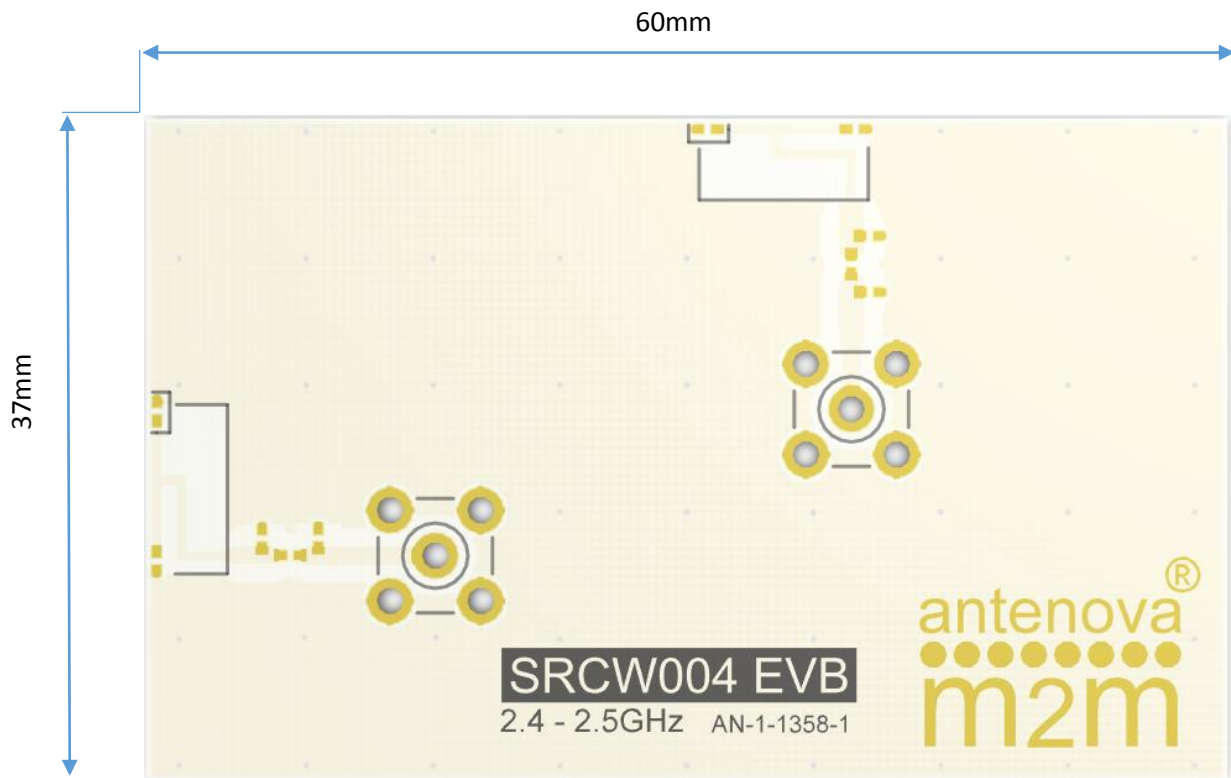 60mm
37mm
antenova®
m2m
SRCW004 EVB
2.4 - 2.5GHz AN-1-1358-1